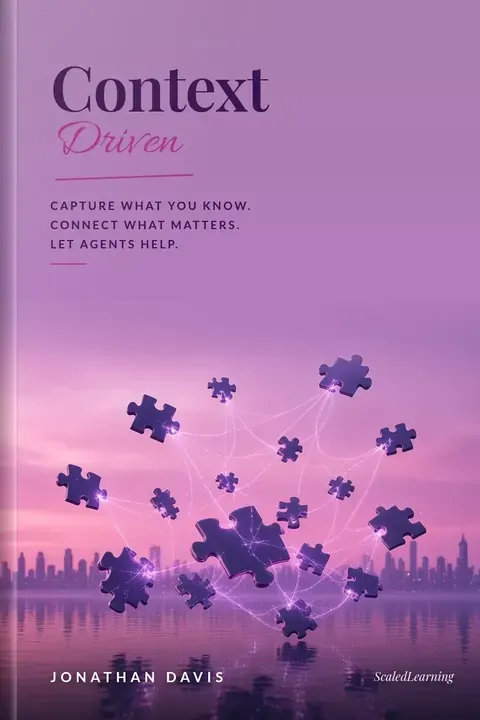 Context
Driven
CAPTURE WHAT YOU KNOW.
CONNECT WHAT MATTERS.
LET AGENTS HELP.
JONATHAN DAVIS
ScaledLearning